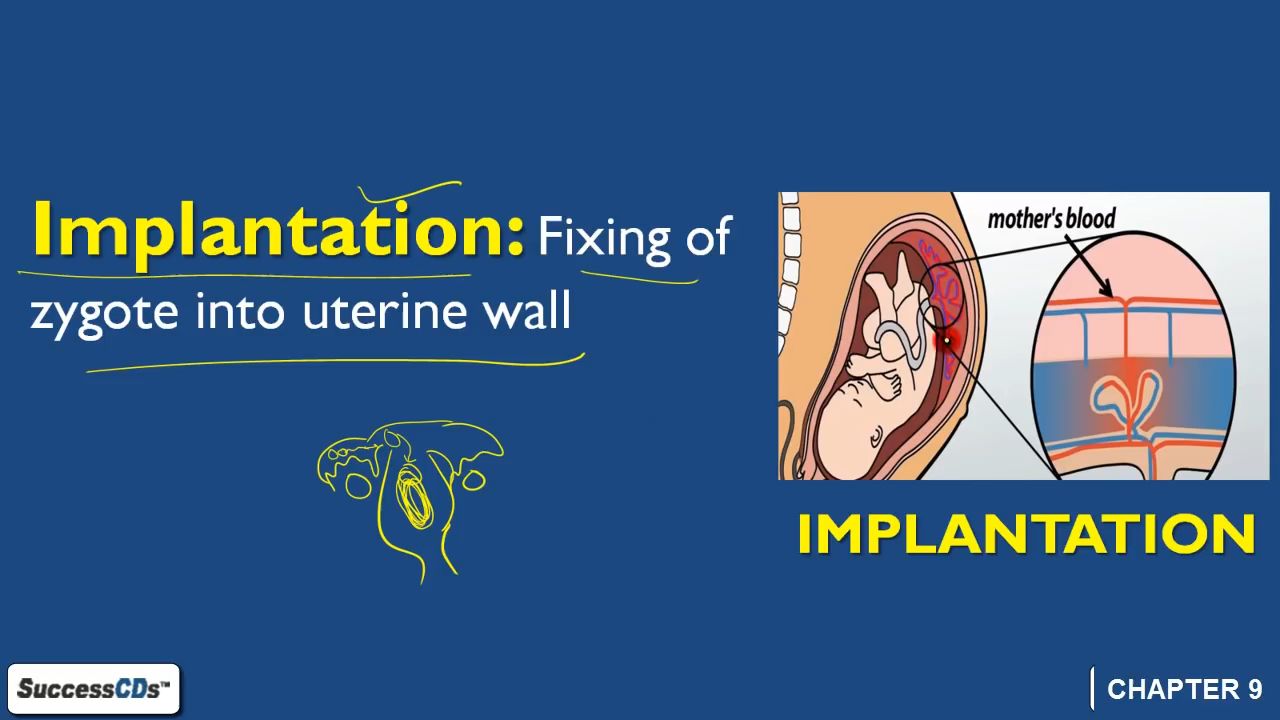 Implantation: Fixing of
zygote into uterine wall
mother's blood
IMPLANTATION
SuccessCDs™
CHAPTER 9